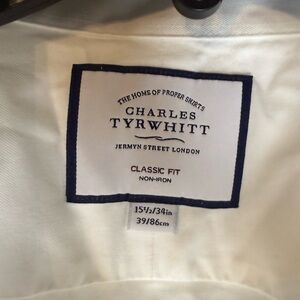 THE HOME OF PROPER SHIRTS
CHARLES
TYRWHITT
JERMYN STREET LONDON
CLASSIC FIT
NON-IRON
15½/34in
39/86cm